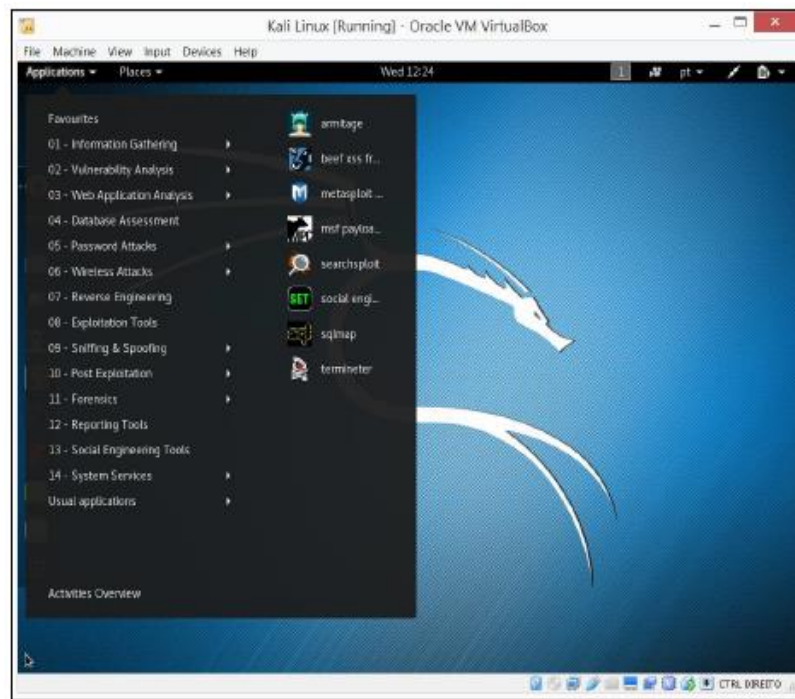 Kali Linux [Running] - Oracle VM VirtualBox
File Machine View Input Devices Help
Applications Places Wed 12:24 1 pt
Favourites
01 - Information Gathering
02 - Vulnerability Analysis
03 - Web Application Analysis
04 - Database Assessment
05 - Password Attacks
06 - Wireless Attacks
07 - Reverse Engineering
08 - Exploitation Tools
09 - Sniffing & Spoofing
10 - Post Exploitation
11 - Forensics
12 - Reporting Tools
13 - Social Engineering Tools
14 - System Services
Usual applications
Activities Overview
armitage
beef xss fr...
metasploit ...
msf payloa...
searchsploit
SET social engi...
sqlmap
termineter
CTRL DIREITO